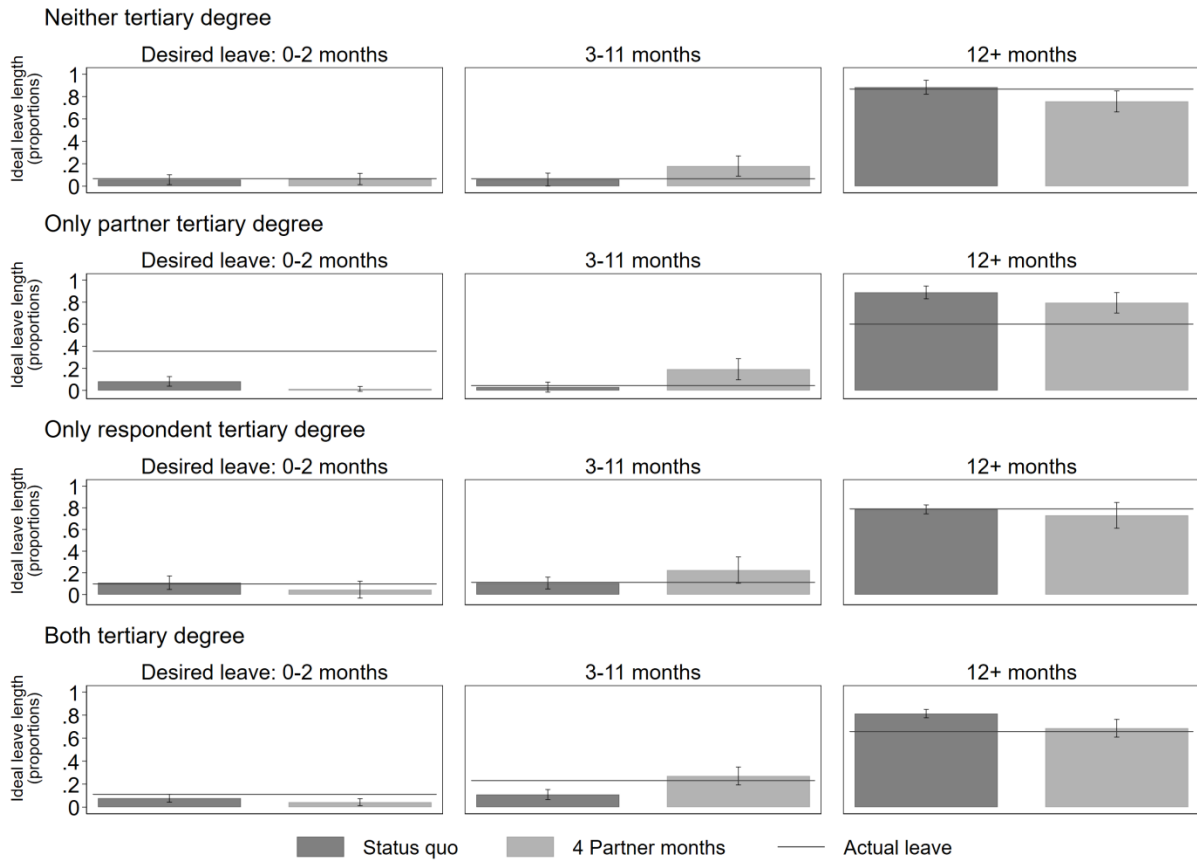 Neither tertiary degree
Desired leave: 0-2 months
3-11 months
12+ months
Ideal leave length
(proportions)
1
.8
.6
.4
.2
0
Only partner tertiary degree
Desired leave: 0-2 months
3-11 months
12+ months
Ideal leave length
(proportions)
1
.8
.6
.4
.2
0
Only respondent tertiary degree
Desired leave: 0-2 months
3-11 months
12+ months
Ideal leave length
(proportions)
1
.8
.6
.4
.2
0
Both tertiary degree
Desired leave: 0-2 months
3-11 months
12+ months
Ideal leave length
(proportions)
1
.8
.6
.4
.2
0
Status quo
4 Partner months
Actual leave